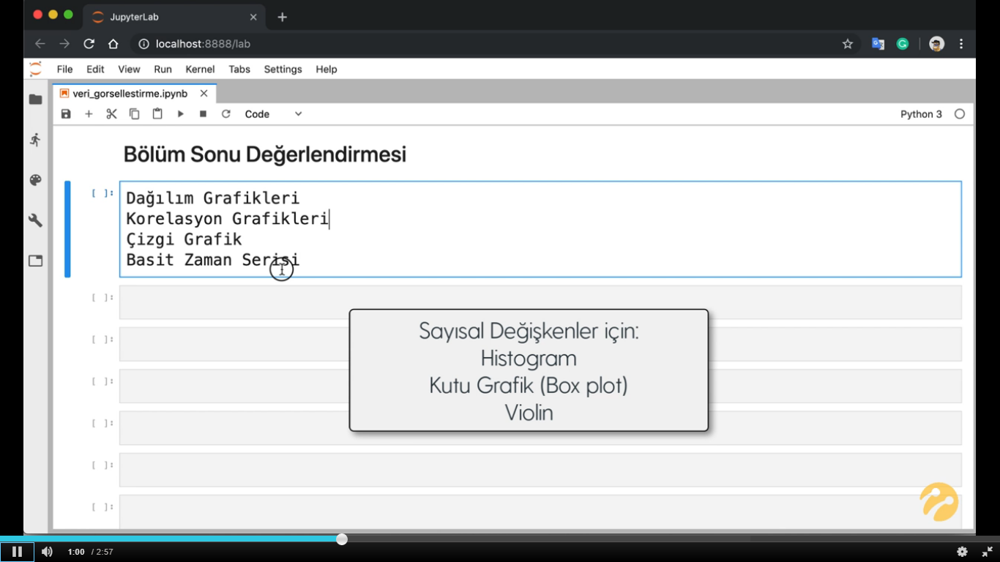 JupyterLab
localhost:8888/lab
File Edit View Run Kernel Tabs Settings Help
veri_gorsellestirme.ipynb
Code
Python 3
Bölüm Sonu Değerlendirmesi
[ ]:
Dağılım Grafikleri
Korelasyon Grafikleri
Çizgi Grafik
Basit Zaman Serisi
[ ]:
[ ]:
[ ]:
[ ]:
[ ]:
[ ]:
Sayısal Değişkenler için:
Histogram
Kutu Grafik (Box plot)
Violin
1:00 / 2:57